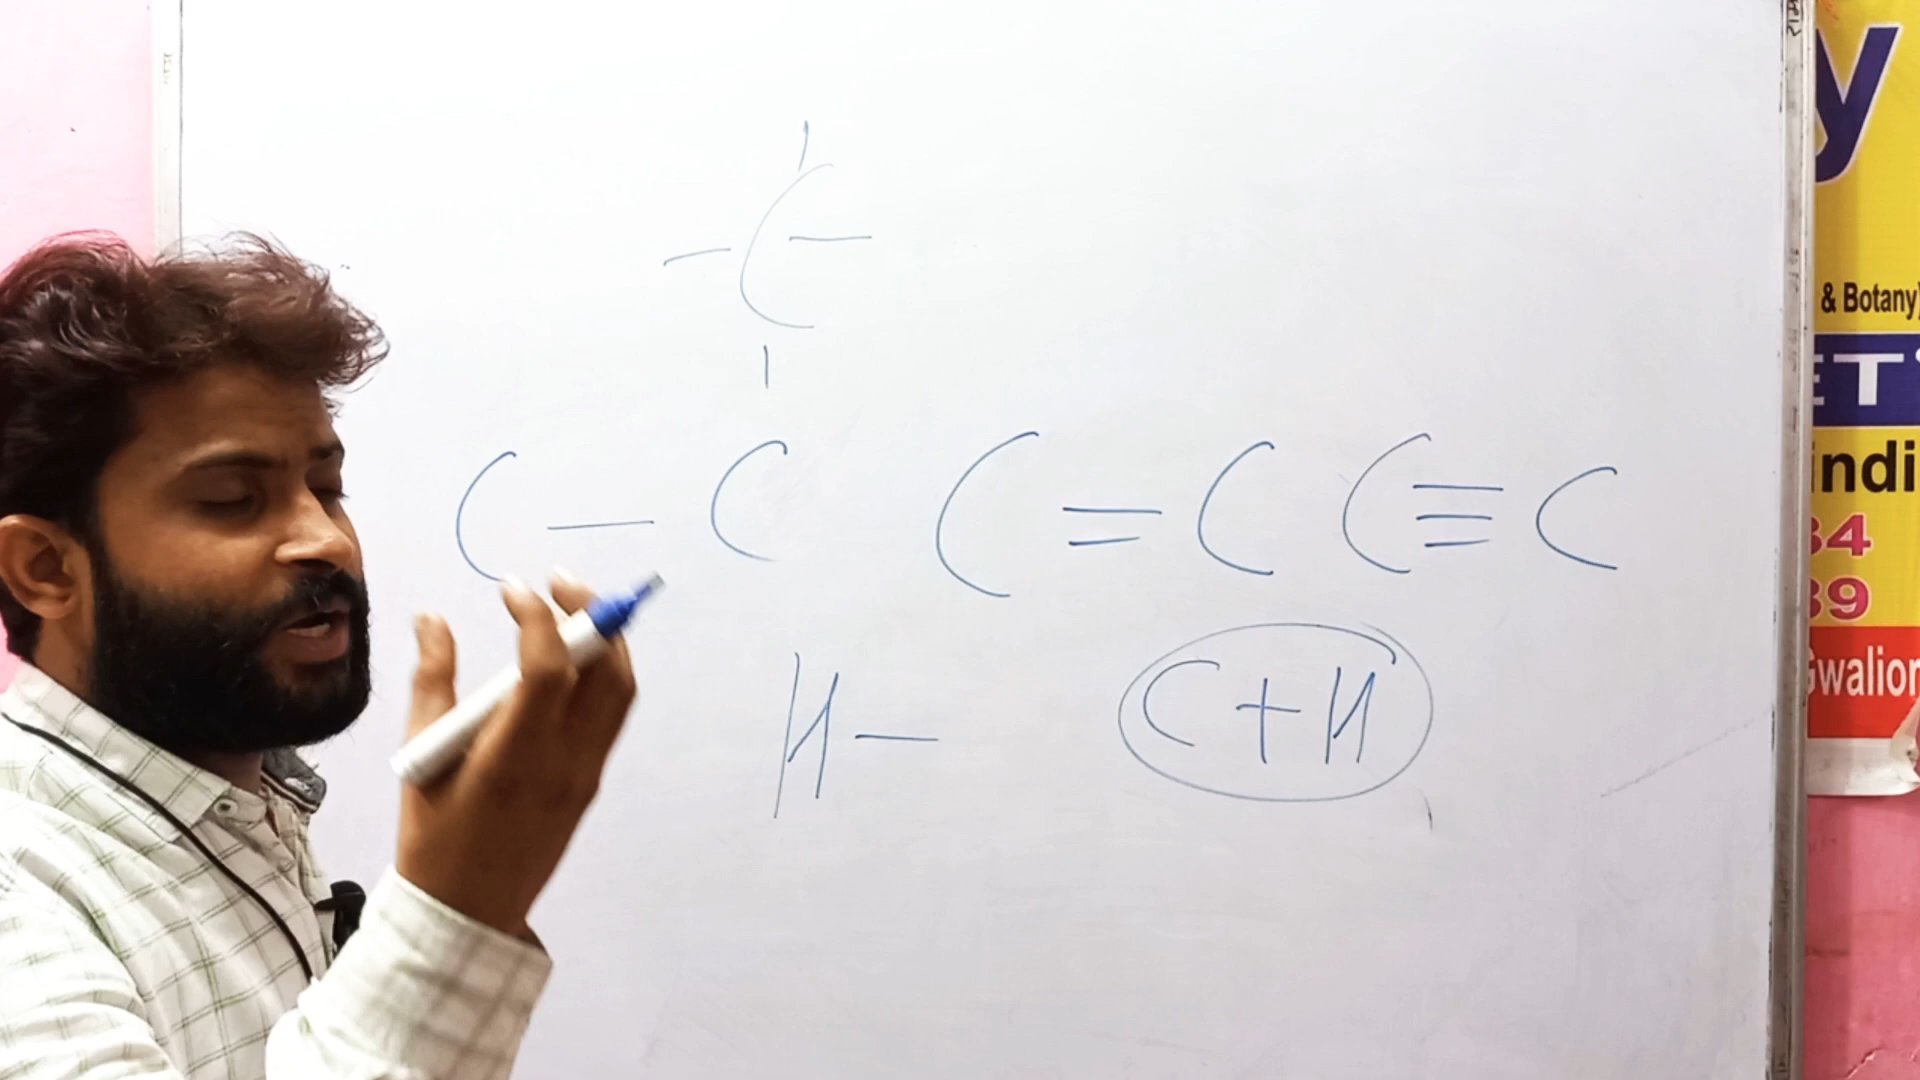 -C-
C - C C = C C ≡ C
H - C + H
y
& Botany)
ET
indi
34
39
Gwalior